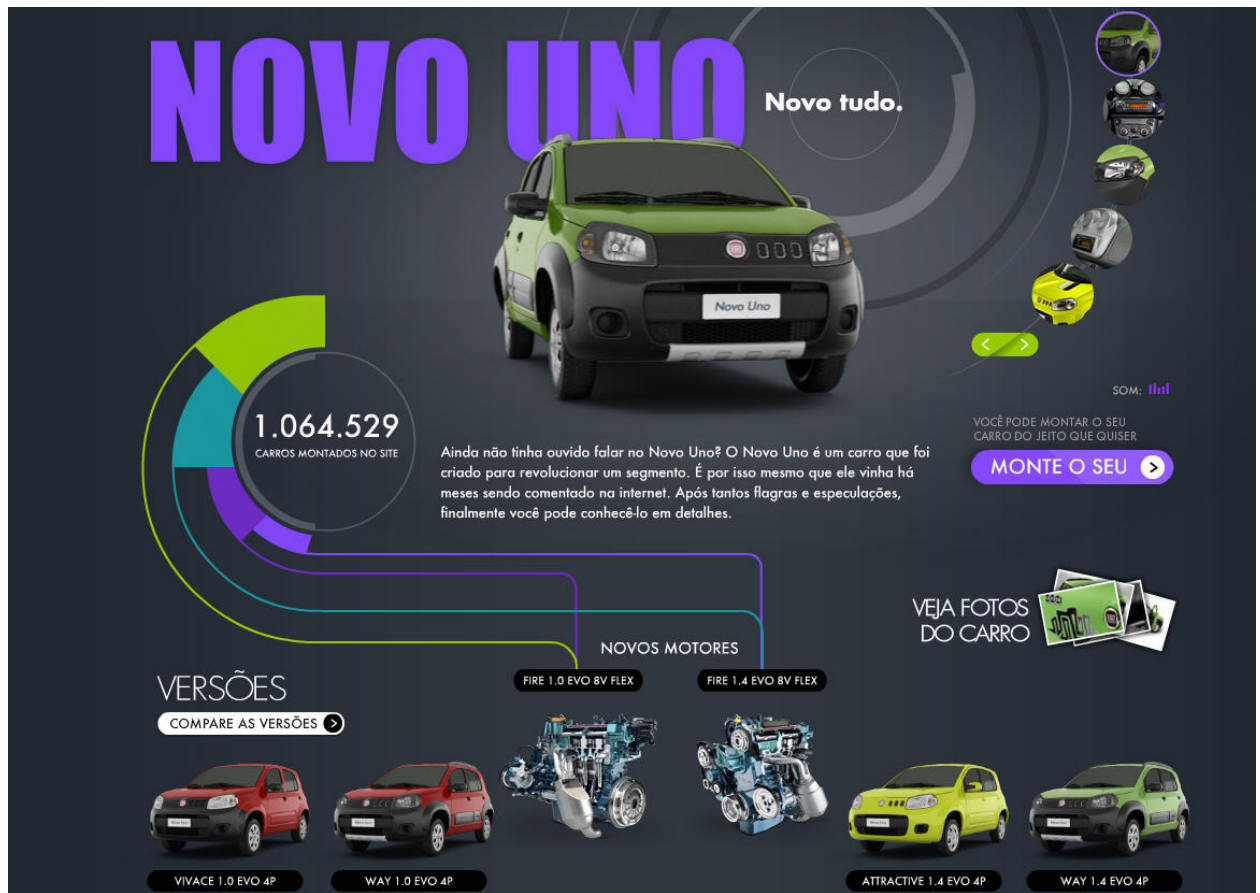 NOVO UNO
Novo tudo.
Novo Uno
SOM:
1.064.529
CARROS MONTADOS NO SITE
Ainda não tinha ouvido falar no Novo Uno? O Novo Uno é um carro que foi
criado para revolucionar um segmento. É por isso mesmo que ele vinha há
meses sendo comentado na internet. Após tantos flagras e especulações,
finalmente você pode conhecê-lo em detalhes.
VOCÊ PODE MONTAR O SEU
CARRO DO JEITO QUE QUISER
MONTE O SEU
VEJA FOTOS
DO CARRO
NOVOS MOTORES
FIRE 1.0 EVO 8V FLEX
FIRE 1.4 EVO 8V FLEX
VERSÕES
COMPARE AS VERSÕES
VIVACE 1.0 EVO 4P
WAY 1.0 EVO 4P
ATTRACTIVE 1.4 EVO 4P
WAY 1.4 EVO 4P